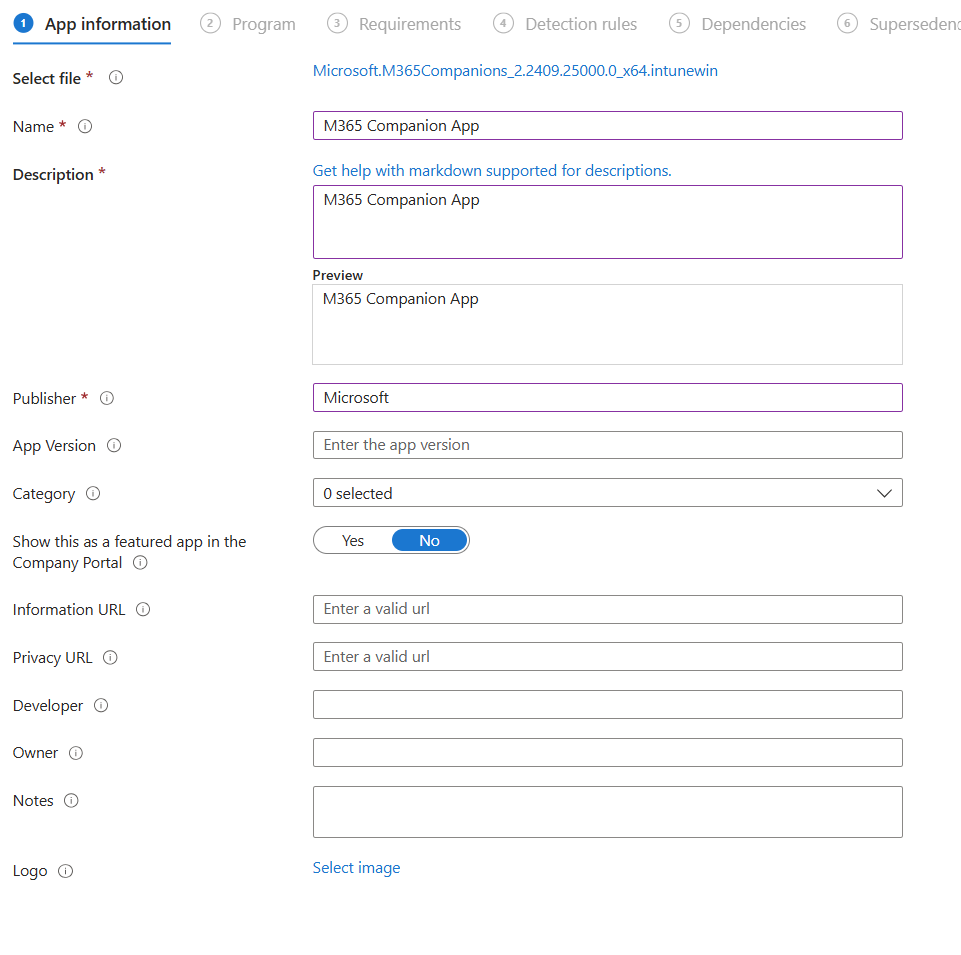 1 App information 2 Program 3 Requirements 4 Detection rules 5 Dependencies 6 Supersedenc
Select file * Microsoft.M365Companions_2.2409.25000.0_x64.intunewin
Name * M365 Companion App
Description * Get help with markdown supported for descriptions.
M365 Companion App
Preview
M365 Companion App
Publisher * Microsoft
App Version Enter the app version
Category 0 selected
Show this as a featured app in the Yes No
Company Portal
Information URL Enter a valid url
Privacy URL Enter a valid url
Developer
Owner
Notes
Logo Select image